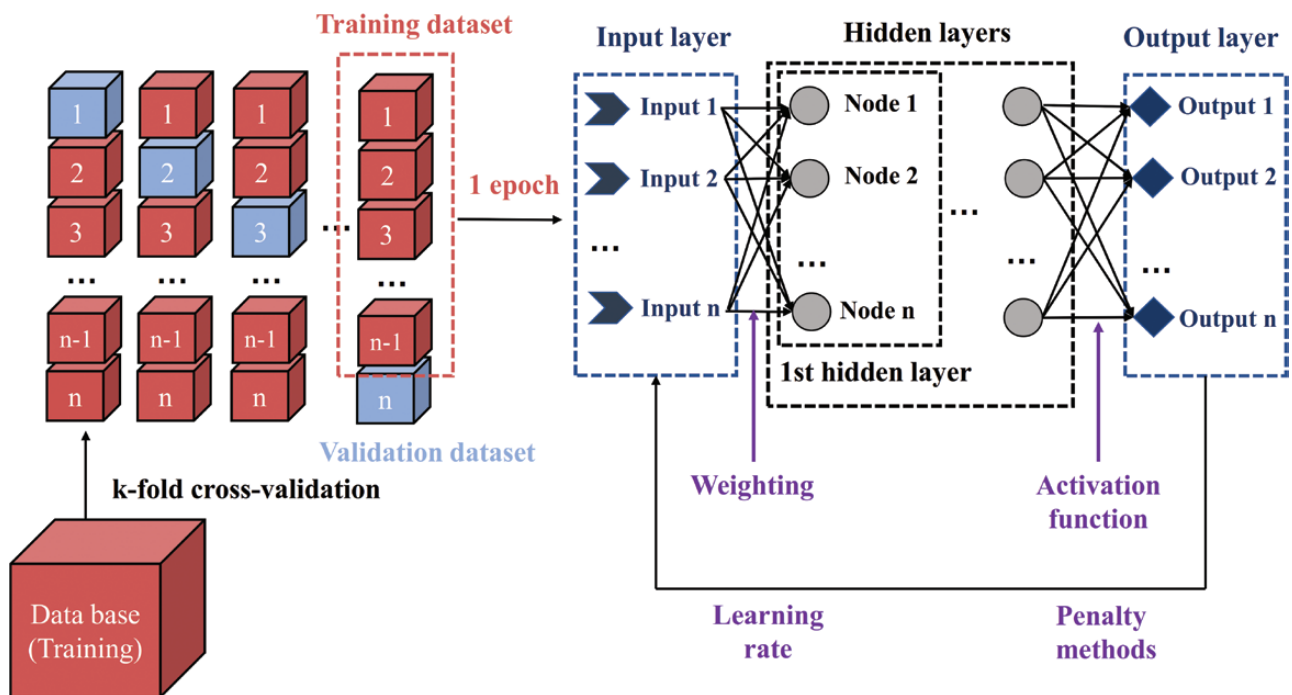 Training dataset
Input layer
Hidden layers
Output layer
1
1
1
1
2
2
2
2
3
3
3
...
3
...
...
...
...
n-1
n-1
n-1
n-1
n
n
n
n
Validation dataset
k-fold cross-validation
Data base
(Training)
1 epoch
Input 1
Input 2
...
Input n
Node 1
Node 2
...
Node n
1st hidden layer
...
...
Output 1
Output 2
...
Output n
Weighting
Activation
function
Learning
rate
Penalty
methods